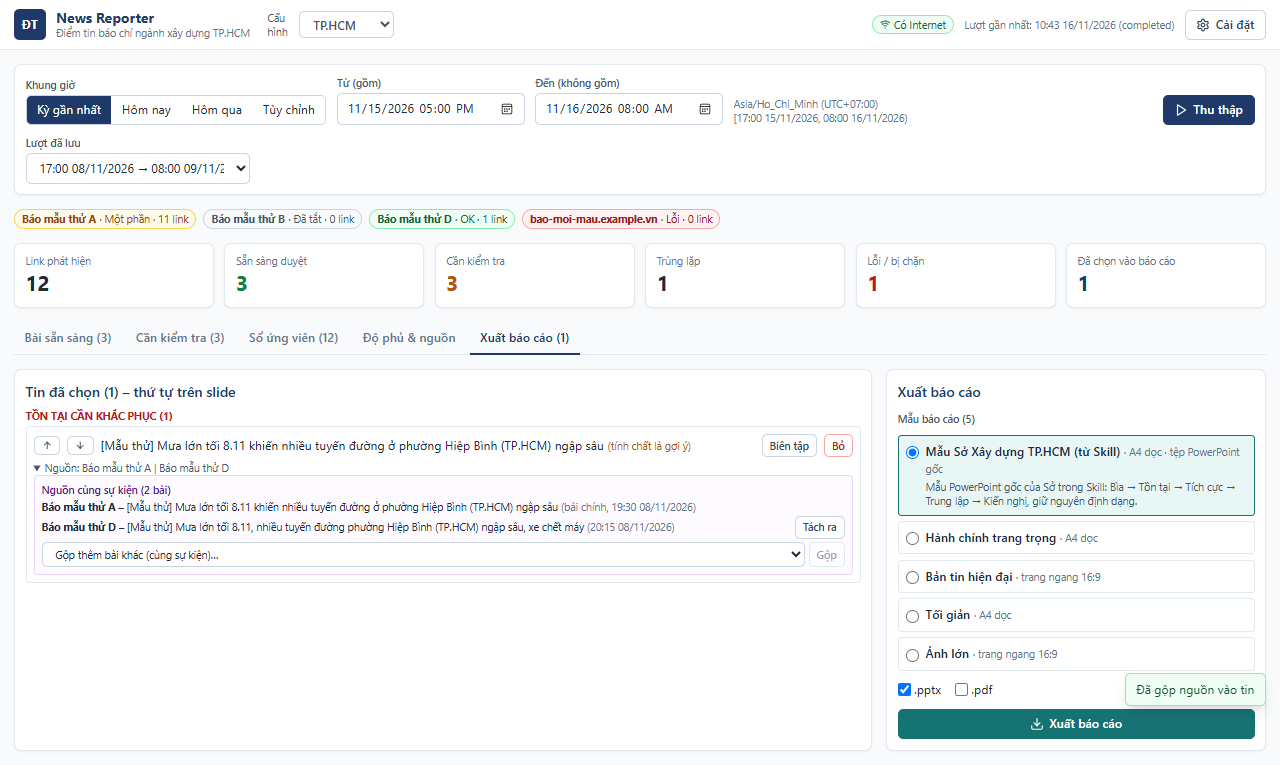 ĐT
News Reporter
Điểm tin báo chí ngành xây dựng TP.HCM
Cấu hình
TP.HCM
Có Internet
Lượt gần nhất: 10:43 16/11/2026 (completed)
Cài đặt
Khung giờ
Kỳ gần nhất
Hôm nay
Hôm qua
Tùy chỉnh
Từ (gồm)
11/15/2026 05:00 PM
Đến (không gồm)
11/16/2026 08:00 AM
Asia/Ho_Chi_Minh (UTC+07:00)
[17:00 15/11/2026, 08:00 16/11/2026)
Thu thập
Lượt đã lưu
17:00 08/11/2026 → 08:00 09/11/2
Báo mẫu thử A · Một phần · 11 link
Báo mẫu thử B · Đã tắt · 0 link
Báo mẫu thử D · OK · 1 link
bao-moi-mau.example.vn · Lỗi · 0 link
Link phát hiện
12
Sẵn sàng duyệt
3
Cần kiểm tra
3
Trùng lặp
1
Lỗi / bị chặn
1
Đã chọn vào báo cáo
1
Bài sẵn sàng (3)
Cần kiểm tra (3)
Sổ ứng viên (12)
Độ phủ & nguồn
Xuất báo cáo (1)
Tin đã chọn (1) – thứ tự trên slide
TỒN TẠI CẦN KHÁC PHỤC (1)
↑ ↓ [Mẫu thử] Mưa lớn tối 8.11 khiến nhiều tuyến đường ở phường Hiệp Bình (TP.HCM) ngập sâu (tính chất là gợi ý)
Biên tập
Bỏ
▼ Nguồn: Báo mẫu thử A | Báo mẫu thử D
Nguồn cùng sự kiện (2 bài)
Báo mẫu thử A – [Mẫu thử] Mưa lớn tối 8.11 khiến nhiều tuyến đường ở phường Hiệp Bình (TP.HCM) ngập sâu (bài chính, 19:30 08/11/2026)
Báo mẫu thử D – [Mẫu thử] Mưa lớn tối 8.11, nhiều tuyến đường phường Hiệp Bình (TP.HCM) ngập sâu, xe chết máy (20:15 08/11/2026)
Tách ra
Gộp thêm bài khác (cùng sự kiện)...
Gộp
Xuất báo cáo
Mẫu báo cáo (5)
Mẫu Sở Xây dựng TP.HCM (từ Skill) · A4 dọc · tệp PowerPoint
gốc
Mẫu PowerPoint gốc của Sở trong Skill: Bìa → Tồn tại → Tích cực →
Trung lập → Kiến nghị, giữ nguyên định dạng.
Hành chính trang trọng · A4 dọc
Bản tin hiện đại · trang ngang 16:9
Tối giản · A4 dọc
Ảnh lớn · trang ngang 16:9
.pptx
.pdf
Đã gộp nguồn vào tin
Xuất báo cáo